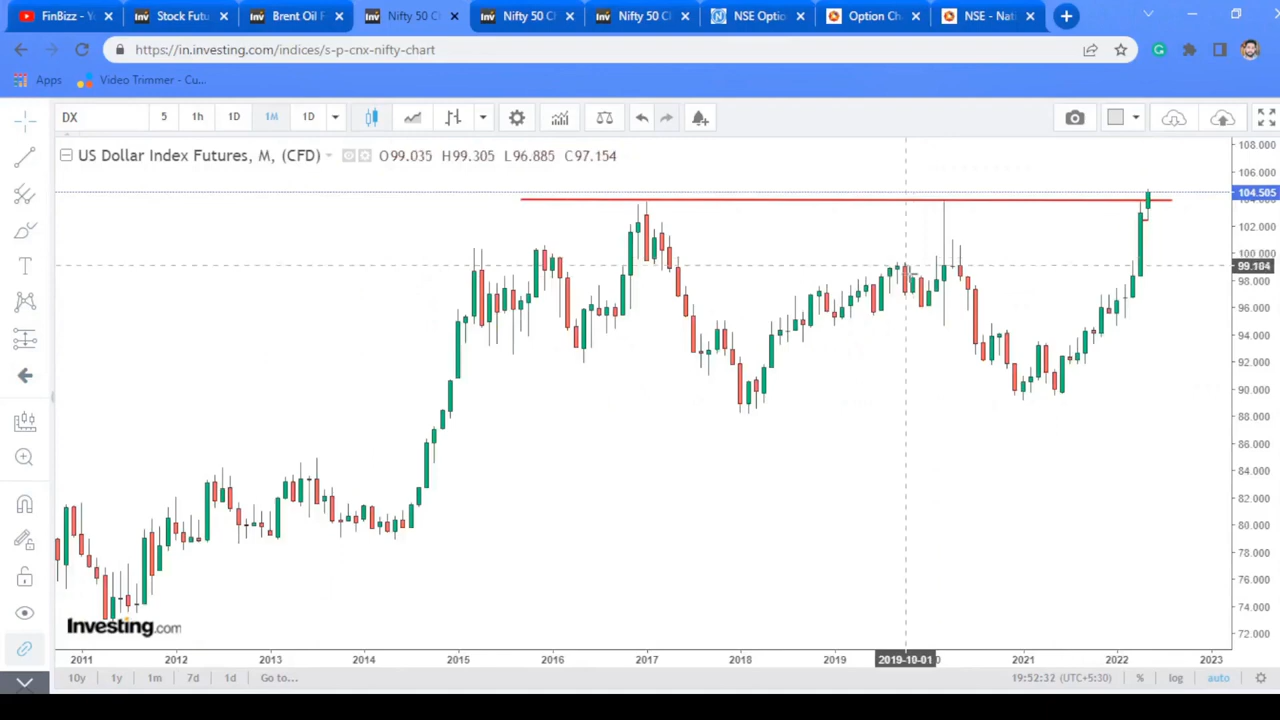 FinBizz - Y
Stock Futu
Brent Oil F
Nifty 50 C
Nifty 50 C
Nifty 50 C
NSE Optio
Option Ch
NSE - Nat
https://in.investing.com/indices/s-p-cnx-nifty-chart
Apps
Video Trimmer - Cu...
DX
5
1h
1D
1M
1D
US Dollar Index Futures, M, (CFD)
O99.035 H99.305 L96.885 C97.154
108.000
106.000
104.505
104.000
102.000
100.000
99.104
98.000
96.000
94.000
92.000
90.000
88.000
86.000
84.000
82.000
80.000
78.000
76.000
74.000
72.000
Investing.com
2011
2012
2013
2014
2015
2016
2017
2018
2019
2019-10-01
2021
2022
2023
10y
1y
1m
7d
1d
Go to...
19:52:32 (UTC+5:30)
%
log
auto